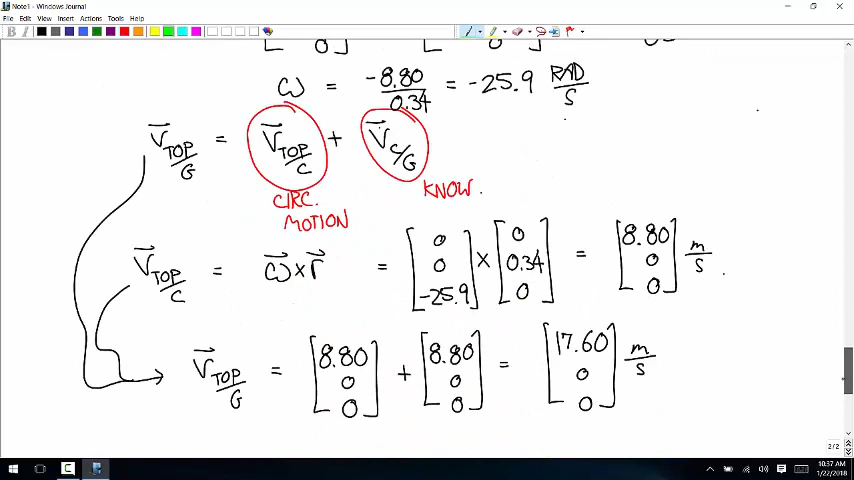 Note1 - Windows Journal
File Edit View Insert Actions Tools Help
B I
0 0
ω = -8.80/0.34 = -25.9 RAD/S
V TOP/G = V TOP/C + V C/G
CIRC. MOTION KNOW.
V TOP/C = ω × r = [0 0 -25.9] × [0 0.34 0] = [8.80 0 0] m/s.
V TOP/G = [8.80 0 0] + [8.80 0 0] = [17.60 0 0] m/s
2/2
10:37 AM
1/22/2018